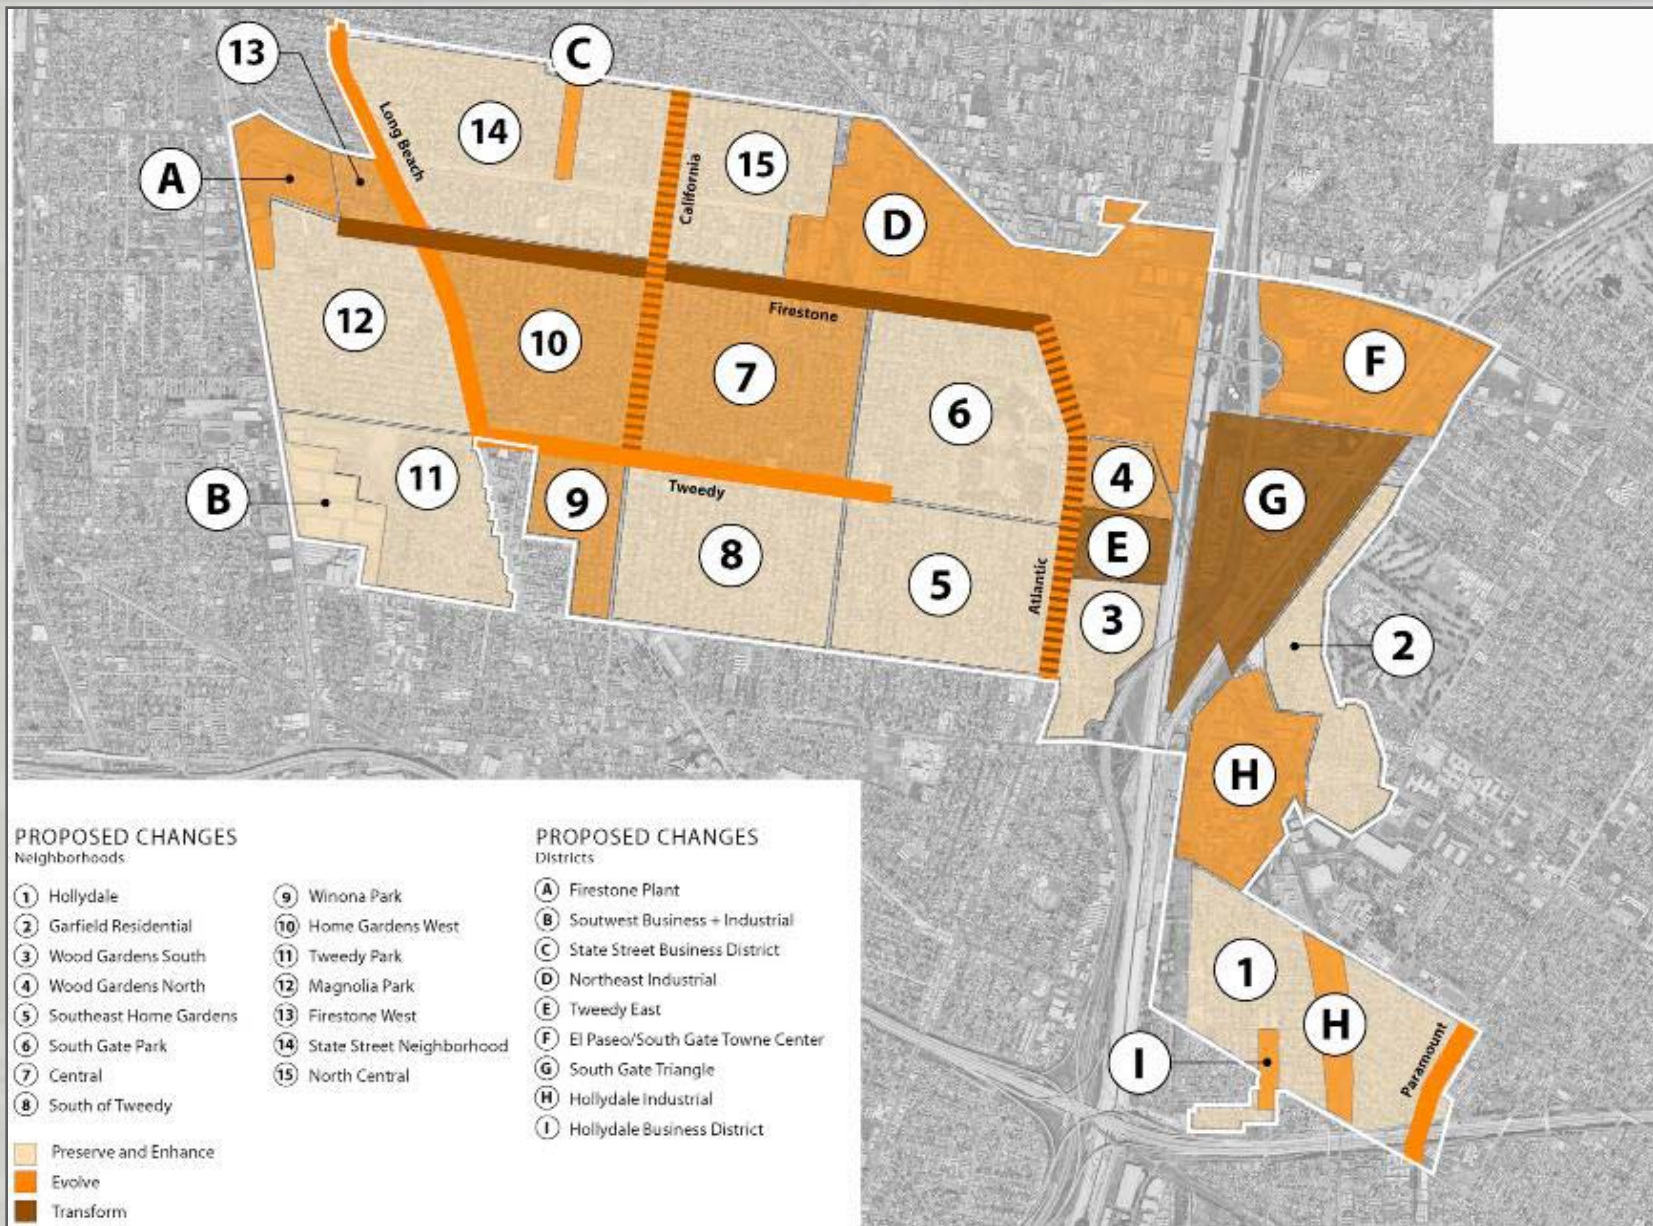 13
C
14
Long Beach
15
California
A
D
12
Firestone
10
7
F
6
11
4
B
9
Tweedy
G
E
8
5
Atlantic
3
2
H
1
H
I
Paramount
PROPOSED CHANGES
Neighborhoods
1 Hollydale
2 Garfield Residential
3 Wood Gardens South
4 Wood Gardens North
5 Southeast Home Gardens
6 South Gate Park
7 Central
8 South of Tweedy
9 Winona Park
10 Home Gardens West
11 Tweedy Park
12 Magnolia Park
13 Firestone West
14 State Street Neighborhood
15 North Central
Preserve and Enhance
Evolve
Transform
PROPOSED CHANGES
Districts
A Firestone Plant
B Soutwest Business + Industrial
C State Street Business District
D Northeast Industrial
E Tweedy East
F El Paseo/South Gate Towne Center
G South Gate Triangle
H Hollydale Industrial
I Hollydale Business District